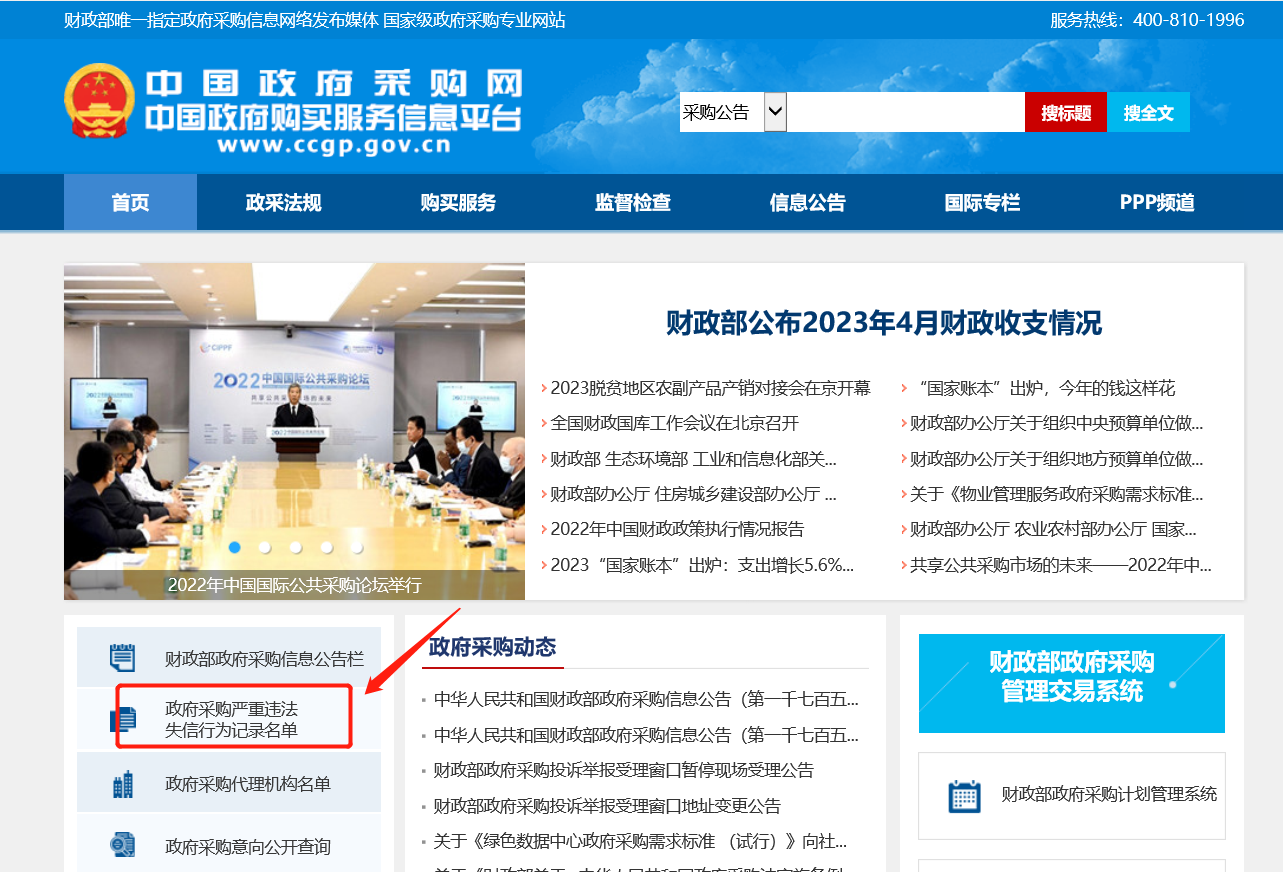 财政部唯一指定政府采购信息网络发布媒体 国家级政府采购专业网站
服务热线：400-810-1996
中国政府采购网
中国政府购买服务信息平台
www.ccgp.gov.cn
采购公告
搜标题
搜全文
首页
政采法规
购买服务
监督检查
信息公告
国际专栏
PPP频道
CIPPF
2022中国国际公共采购论坛
2022年中国国际公共采购论坛举行
财政部公布2023年4月财政收支情况
2023脱贫地区农副产品产销对接会在京开幕
全国财政国库工作会议在北京召开
财政部 生态环境部 工业和信息化部关...
财政部办公厅 住房城乡建设部办公厅 ...
2022年中国财政政策执行情况报告
2023“国家账本”出炉：支出增长5.6%...
“国家账本”出炉，今年的钱这样花
财政部办公厅关于组织中央预算单位做...
财政部办公厅关于组织地方预算单位做...
关于《物业管理服务政府采购需求标准...
财政部办公厅 农业农村部办公厅 国家...
共享公共采购市场的未来——2022年中...
财政部政府采购信息公告栏
政府采购严重违法
失信行为记录名单
政府采购代理机构名单
政府采购意向公开查询
政府采购动态
中华人民共和国财政部政府采购信息公告（第一千七百五...
中华人民共和国财政部政府采购信息公告（第一千七百五...
财政部政府采购投诉举报受理窗口暂停现场受理公告
财政部政府采购投诉举报受理窗口地址变更公告
关于《绿色数据中心政府采购需求标准 （试行）》向社...
财政部政府采购
管理交易系统
财政部政府采购计划管理系统